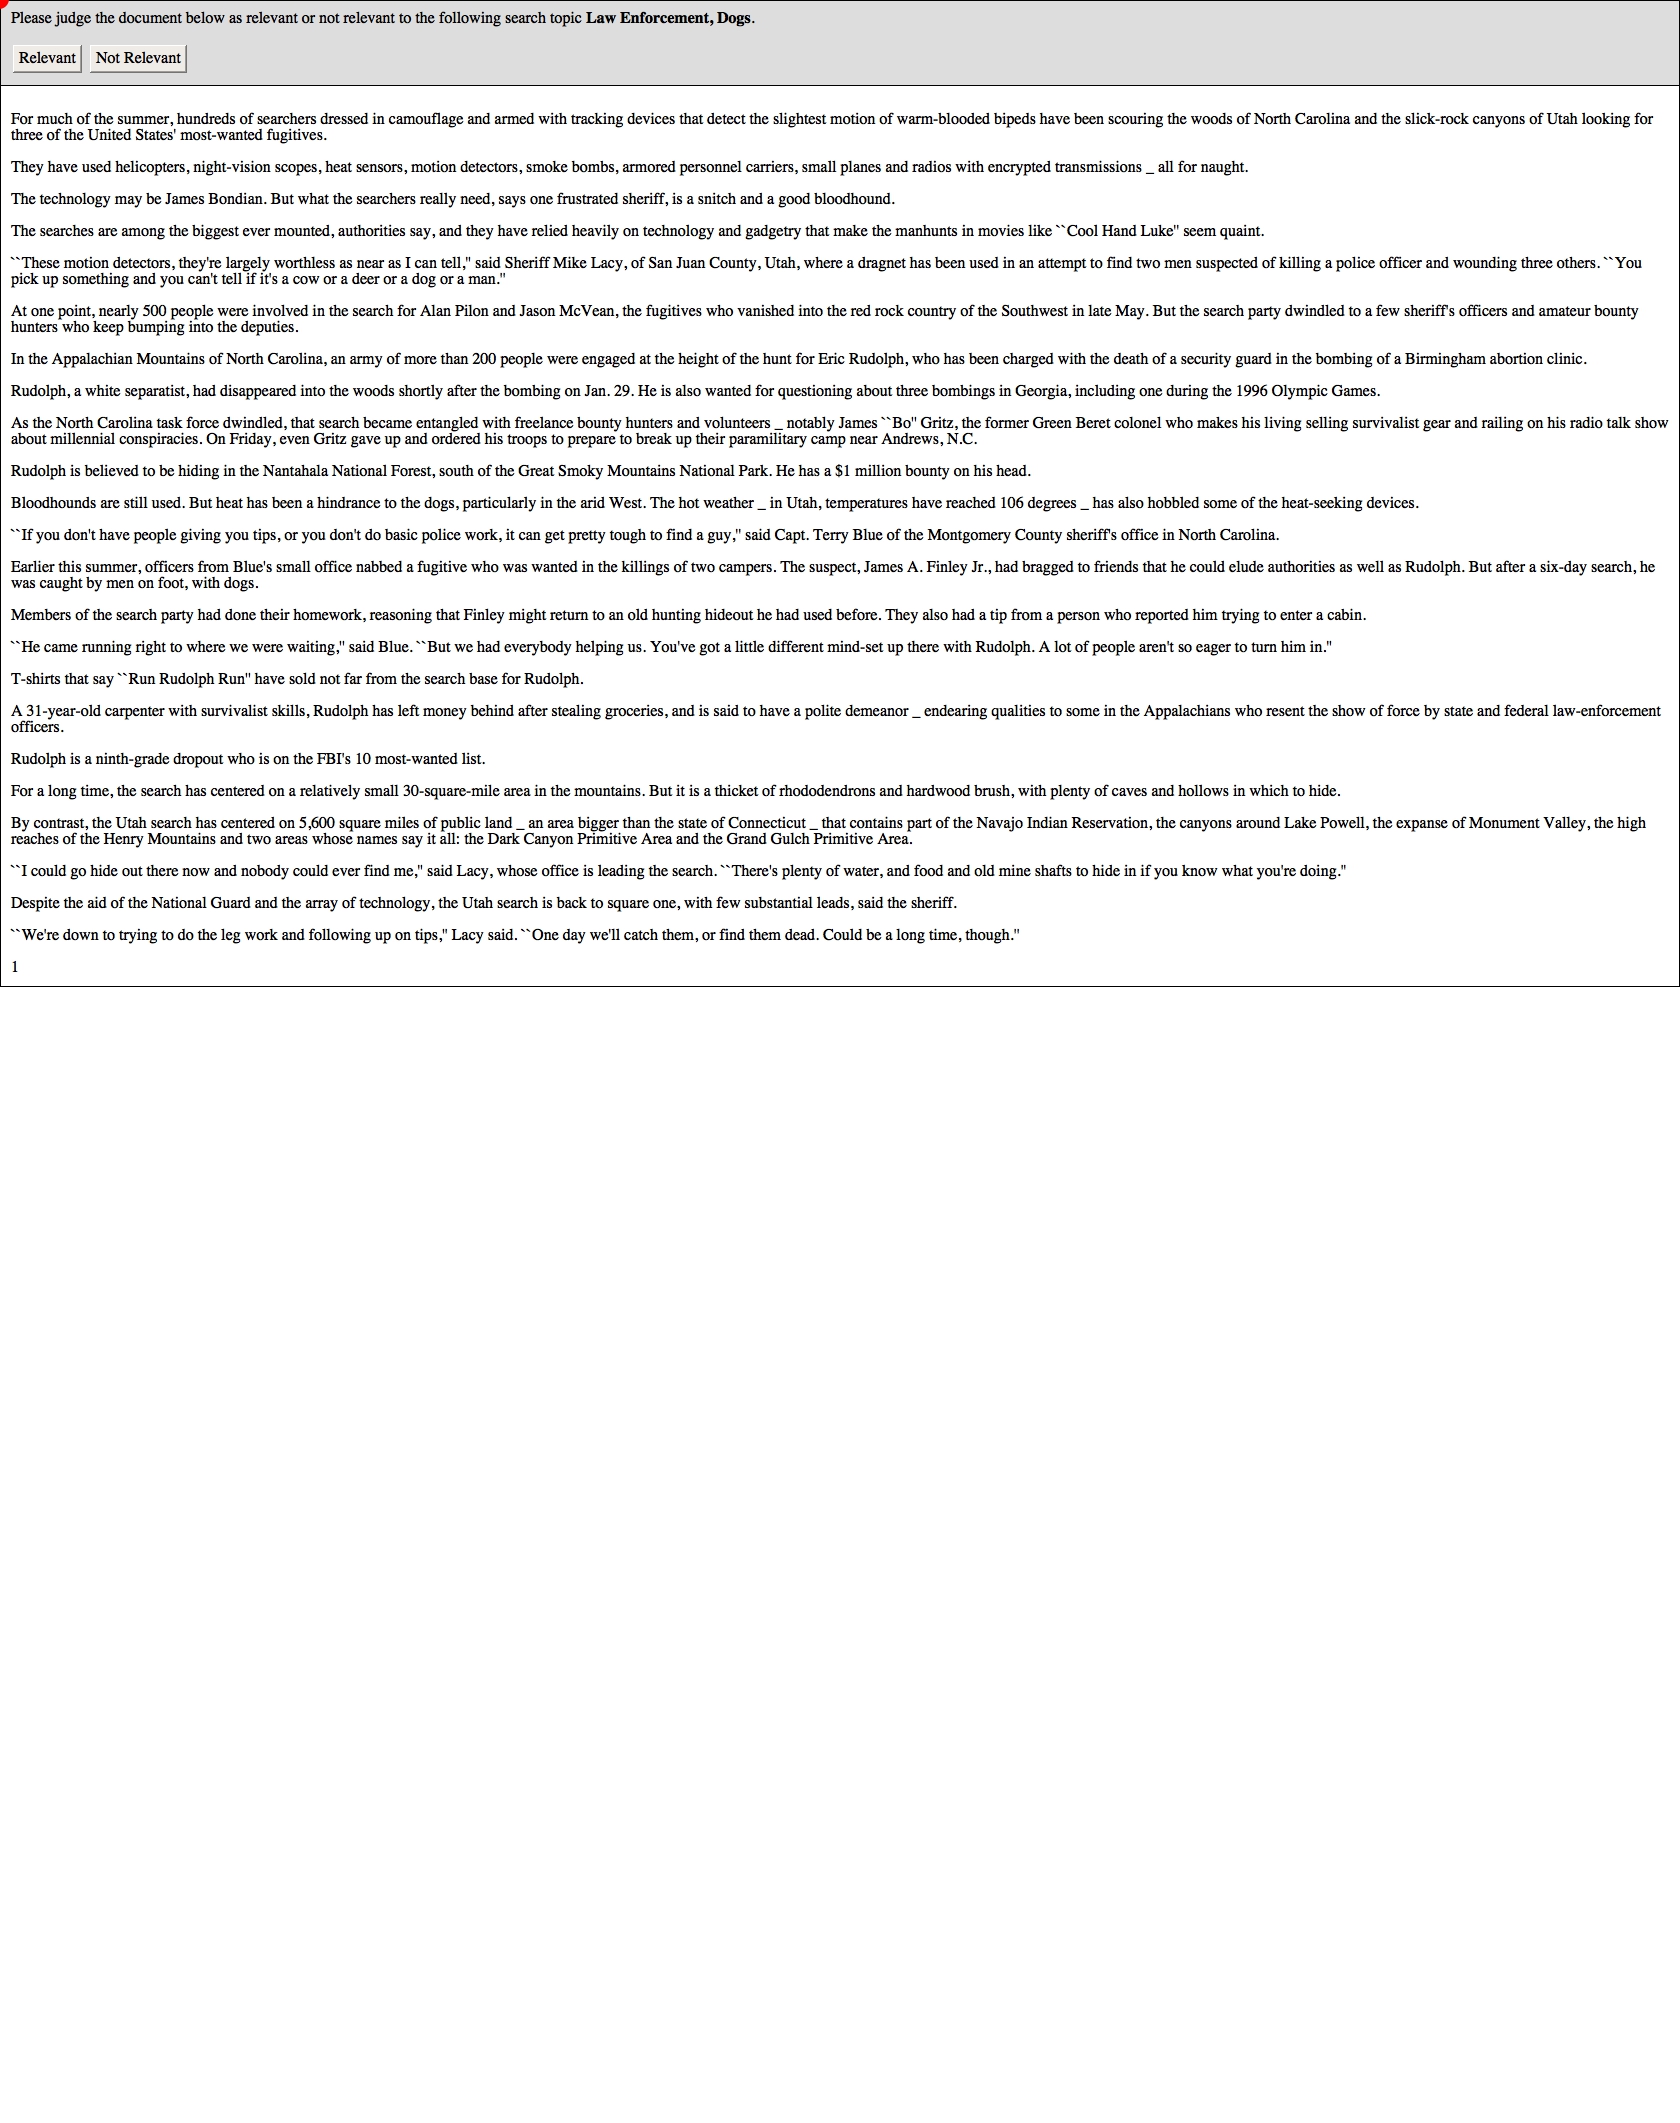 Please judge the document below as relevant or not relevant to the following search topic Law Enforcement, Dogs.
Relevant Not Relevant
For much of the summer, hundreds of searchers dressed in camouflage and armed with tracking devices that detect the slightest motion of warm-blooded bipeds have been scouring the woods of North Carolina and the slick-rock canyons of Utah looking for
three of the United States' most-wanted fugitives.
They have used helicopters, night-vision scopes, heat sensors, motion detectors, smoke bombs, armored personnel carriers, small planes and radios with encrypted transmissions _ all for naught.
The technology may be James Bondian. But what the searchers really need, says one frustrated sheriff, is a snitch and a good bloodhound.
The searches are among the biggest ever mounted, authorities say, and they have relied heavily on technology and gadgetry that make the manhunts in movies like ``Cool Hand Luke'' seem quaint.
``These motion detectors, they're largely worthless as near as I can tell,'' said Sheriff Mike Lacy, of San Juan County, Utah, where a dragnet has been used in an attempt to find two men suspected of killing a police officer and wounding three others. ``You
pick up something and you can't tell if it's a cow or a deer or a dog or a man.''
At one point, nearly 500 people were involved in the search for Alan Pilon and Jason McVean, the fugitives who vanished into the red rock country of the Southwest in late May. But the search party dwindled to a few sheriff's officers and amateur bounty
hunters who keep bumping into the deputies.
In the Appalachian Mountains of North Carolina, an army of more than 200 people were engaged at the height of the hunt for Eric Rudolph, who has been charged with the death of a security guard in the bombing of a Birmingham abortion clinic.
Rudolph, a white separatist, had disappeared into the woods shortly after the bombing on Jan. 29. He is also wanted for questioning about three bombings in Georgia, including one during the 1996 Olympic Games.
As the North Carolina task force dwindled, that search became entangled with freelance bounty hunters and volunteers _ notably James ``Bo'' Gritz, the former Green Beret colonel who makes his living selling survivalist gear and railing on his radio talk show
about millennial conspiracies. On Friday, even Gritz gave up and ordered his troops to prepare to break up their paramilitary camp near Andrews, N.C.
Rudolph is believed to be hiding in the Nantahala National Forest, south of the Great Smoky Mountains National Park. He has a $1 million bounty on his head.
Bloodhounds are still used. But heat has been a hindrance to the dogs, particularly in the arid West. The hot weather _ in Utah, temperatures have reached 106 degrees _ has also hobbled some of the heat-seeking devices.
``If you don't have people giving you tips, or you don't do basic police work, it can get pretty tough to find a guy,'' said Capt. Terry Blue of the Montgomery County sheriff's office in North Carolina.
Earlier this summer, officers from Blue's small office nabbed a fugitive who was wanted in the killings of two campers. The suspect, James A. Finley Jr., had bragged to friends that he could elude authorities as well as Rudolph. But after a six-day search, he
was caught by men on foot, with dogs.
Members of the search party had done their homework, reasoning that Finley might return to an old hunting hideout he had used before. They also had a tip from a person who reported him trying to enter a cabin.
``He came running right to where we were waiting,'' said Blue. ``But we had everybody helping us. You've got a little different mind-set up there with Rudolph. A lot of people aren't so eager to turn him in.''
T-shirts that say ``Run Rudolph Run'' have sold not far from the search base for Rudolph.
A 31-year-old carpenter with survivalist skills, Rudolph has left money behind after stealing groceries, and is said to have a polite demeanor _ endearing qualities to some in the Appalachians who resent the show of force by state and federal law-enforcement
officers.
Rudolph is a ninth-grade dropout who is on the FBI's 10 most-wanted list.
For a long time, the search has centered on a relatively small 30-square-mile area in the mountains. But it is a thicket of rhododendrons and hardwood brush, with plenty of caves and hollows in which to hide.
By contrast, the Utah search has centered on 5,600 square miles of public land _ an area bigger than the state of Connecticut _ that contains part of the Navajo Indian Reservation, the canyons around Lake Powell, the expanse of Monument Valley, the high
reaches of the Henry Mountains and two areas whose names say it all: the Dark Canyon Primitive Area and the Grand Gulch Primitive Area.
``I could go hide out there now and nobody could ever find me,'' said Lacy, whose office is leading the search. ``There's plenty of water, and food and old mine shafts to hide in if you know what you're doing.''
Despite the aid of the National Guard and the array of technology, the Utah search is back to square one, with few substantial leads, said the sheriff.
``We're down to trying to do the leg work and following up on tips,'' Lacy said. ``One day we'll catch them, or find them dead. Could be a long time, though.''
1